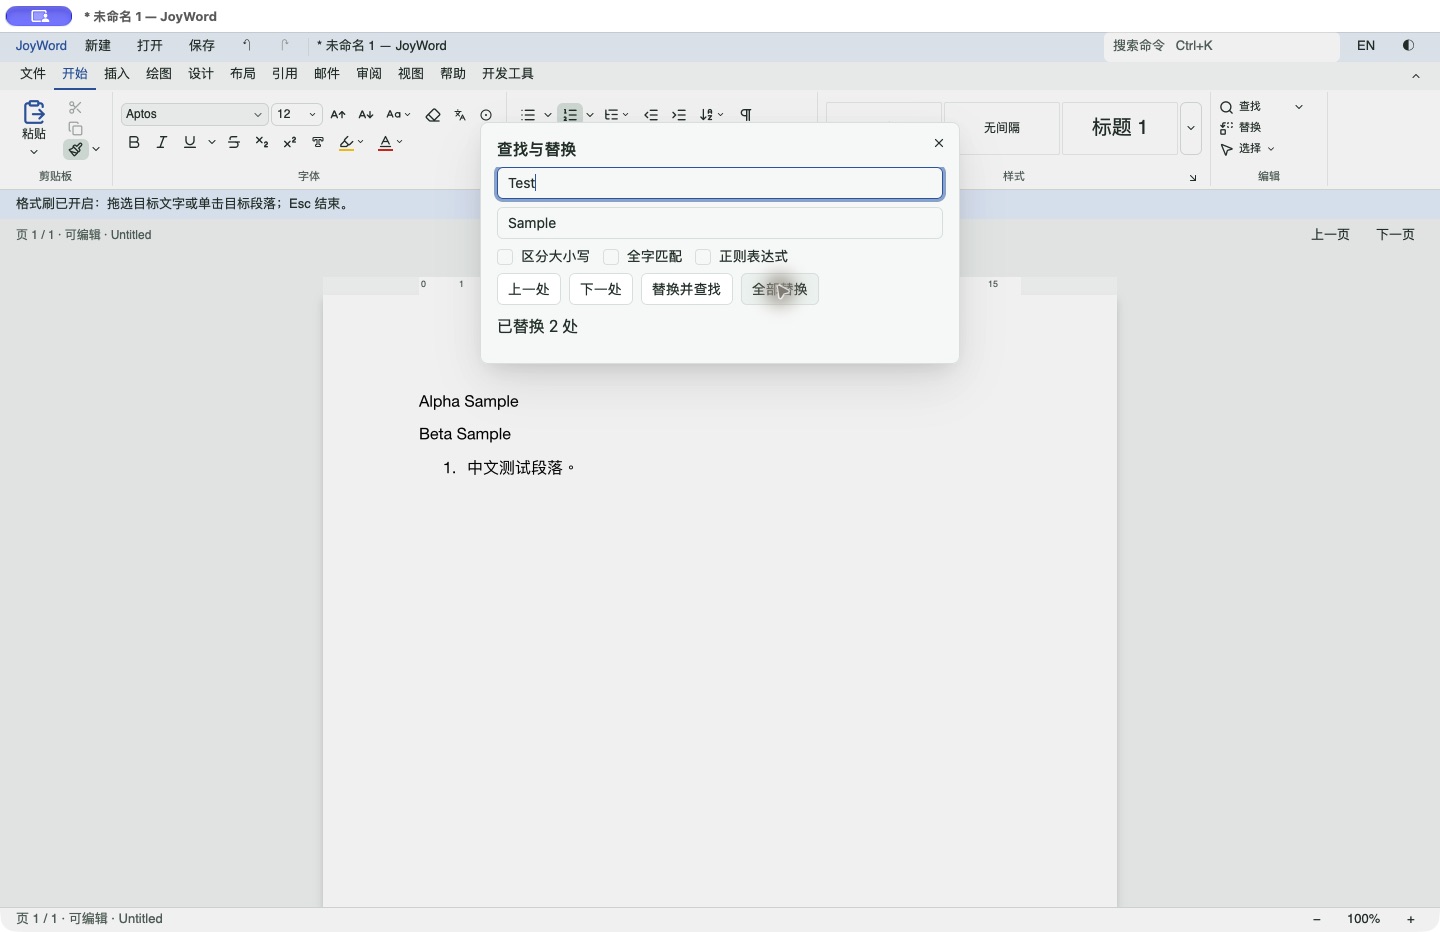 * 未命名 1 — JoyWord
JoyWord 新建 打开 保存 * 未命名 1 — JoyWord 搜索命令 Ctrl+K EN
文件 开始 插入 绘图 设计 布局 引用 邮件 审阅 视图 帮助 开发工具
粘贴
剪贴板
Aptos 12
Aa
B I U S X₂ X² A
字体
无间隔 标题 1
样式
查找
替换
选择
编辑
格式刷已开启：拖选目标文字或单击目标段落；Esc 结束。
页 1 / 1 · 可编辑 · Untitled 上一页 下一页
查找与替换
Test
Sample
区分大小写 全字匹配 正则表达式
上一处 下一处 替换并查找 全部替换
已替换 2 处
0 1 15
Alpha Sample
Beta Sample
1. 中文测试段落。
页 1 / 1 · 可编辑 · Untitled − 100% +